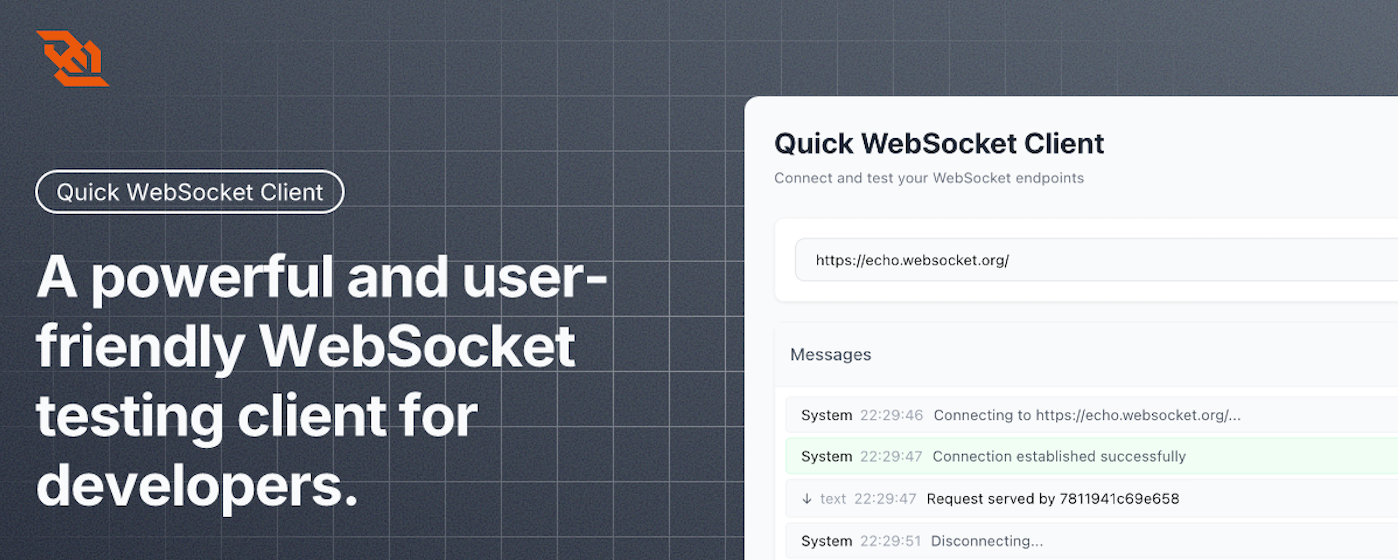 Quick WebSocket Client
A powerful and user-
friendly WebSocket
testing client for
developers.
Quick WebSocket Client
Connect and test your WebSocket endpoints
https://echo.websocket.org/
Messages
System 22:29:46 Connecting to https://echo.websocket.org/...
System 22:29:47 Connection established successfully
↓ text 22:29:47 Request served by 7811941c69e658
System 22:29:51 Disconnecting...